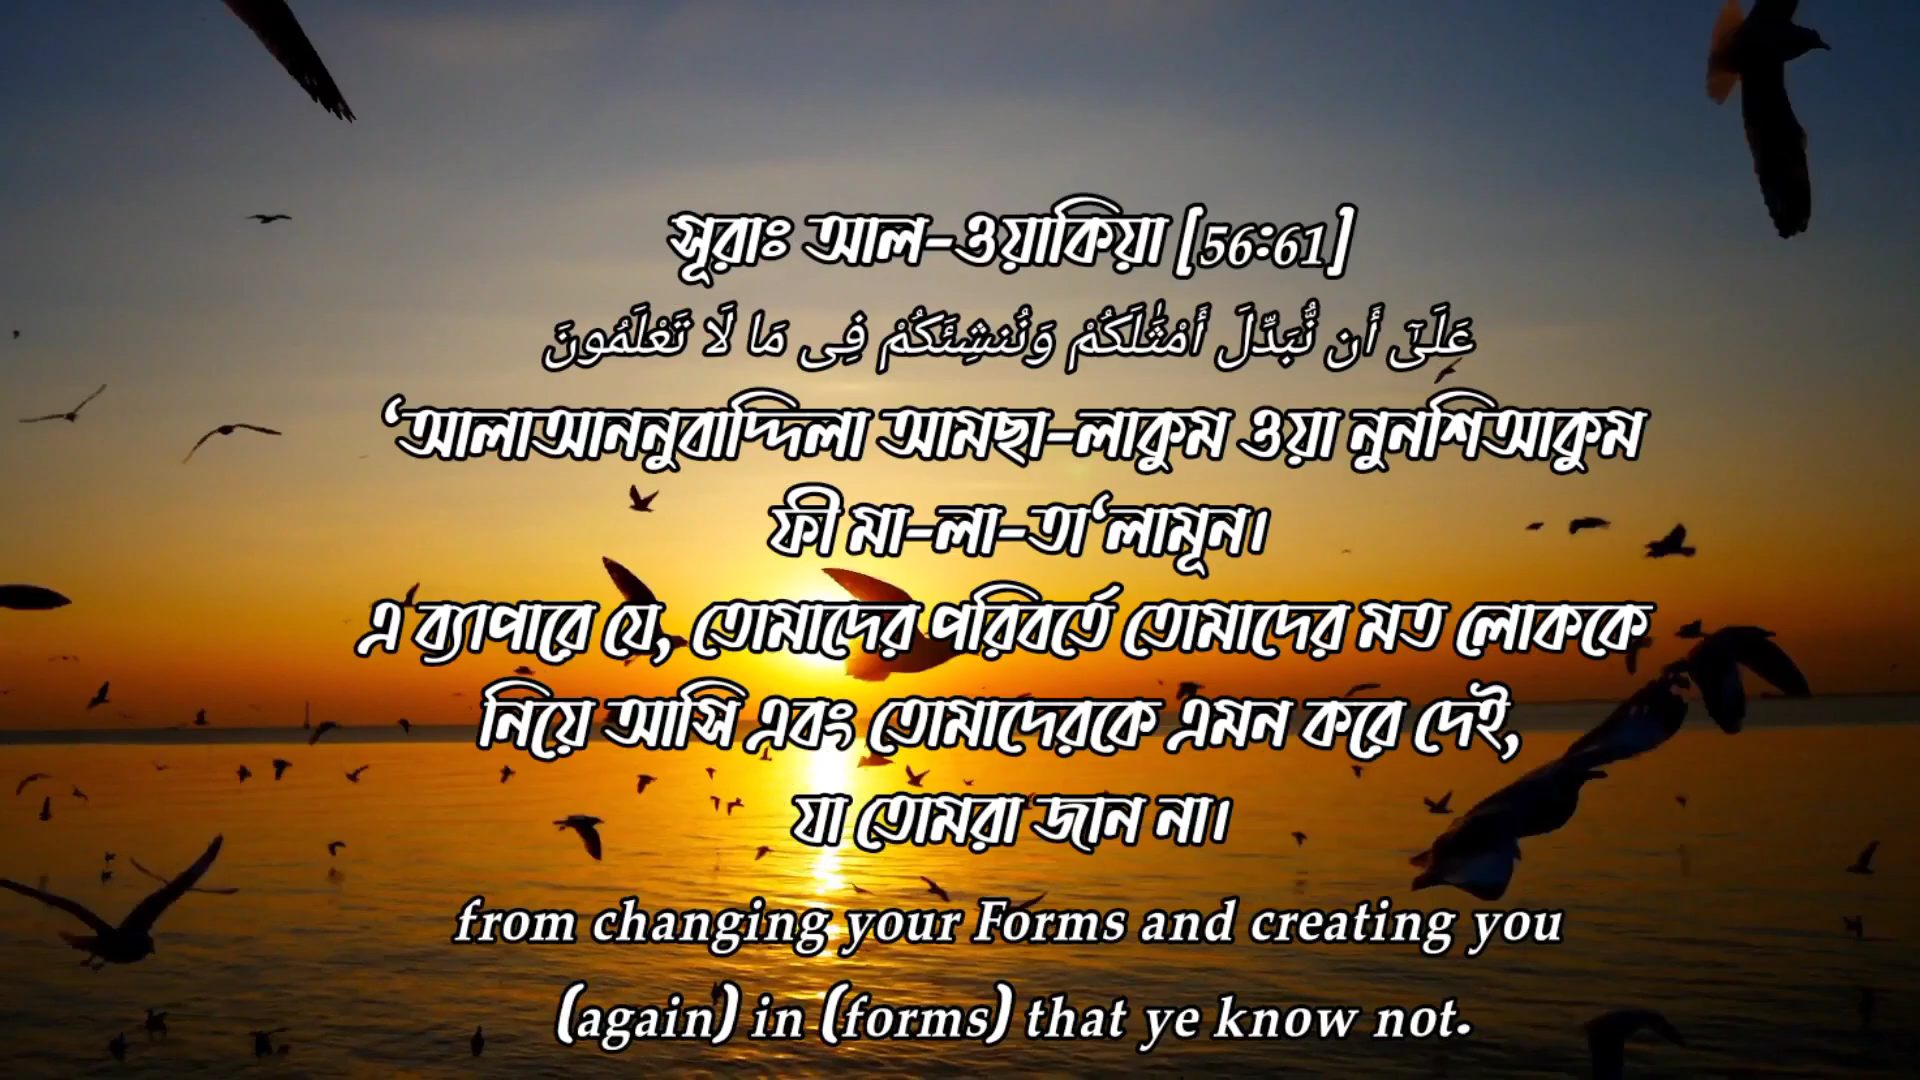 সূরাঃ আল-ওয়াকিয়া [56:61]
عَلَىٰٓ أَن نُّبَدِّلَ أَمْثَٰلَكُمْ وَنُنشِئَكُمْ فِى مَا لَا تَعْلَمُونَ
‘আলাআননুবাদ্দিলা আমছা-লাকুম ওয়া নুনশিআকুম
ফী মা-লা-তা‘লামূন।
এ ব্যাপারে যে, তোমাদের পরিবর্তে তোমাদের মত লোককে
নিয়ে আসি এবং তোমাদেরকে এমন করে দেই,
যা তোমরা জান না।
from changing your Forms and creating you
(again) in (forms) that ye know not.